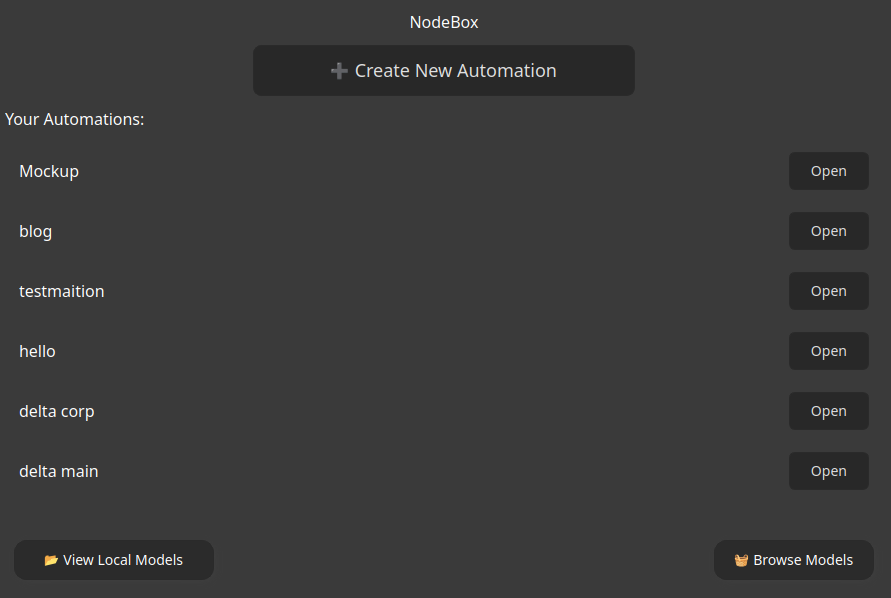 NodeBox
➕ Create New Automation
Your Automations:
Mockup Open
blog Open
testmaition Open
hello Open
delta corp Open
delta main Open
📂 View Local Models 🧺 Browse Models